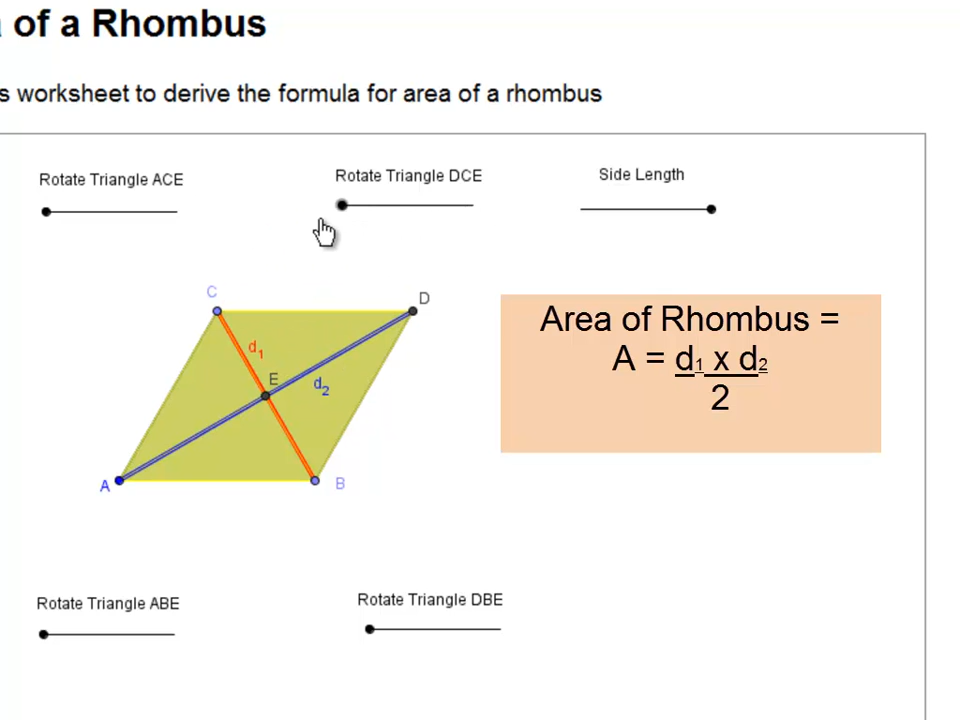 of a Rhombus
worksheet to derive the formula for area of a rhombus
Rotate Triangle ACE
Rotate Triangle DCE
Side Length
C
D
d1
E
d2
A
B
Area of Rhombus =
A = d1 x d2
2
Rotate Triangle ABE
Rotate Triangle DBE